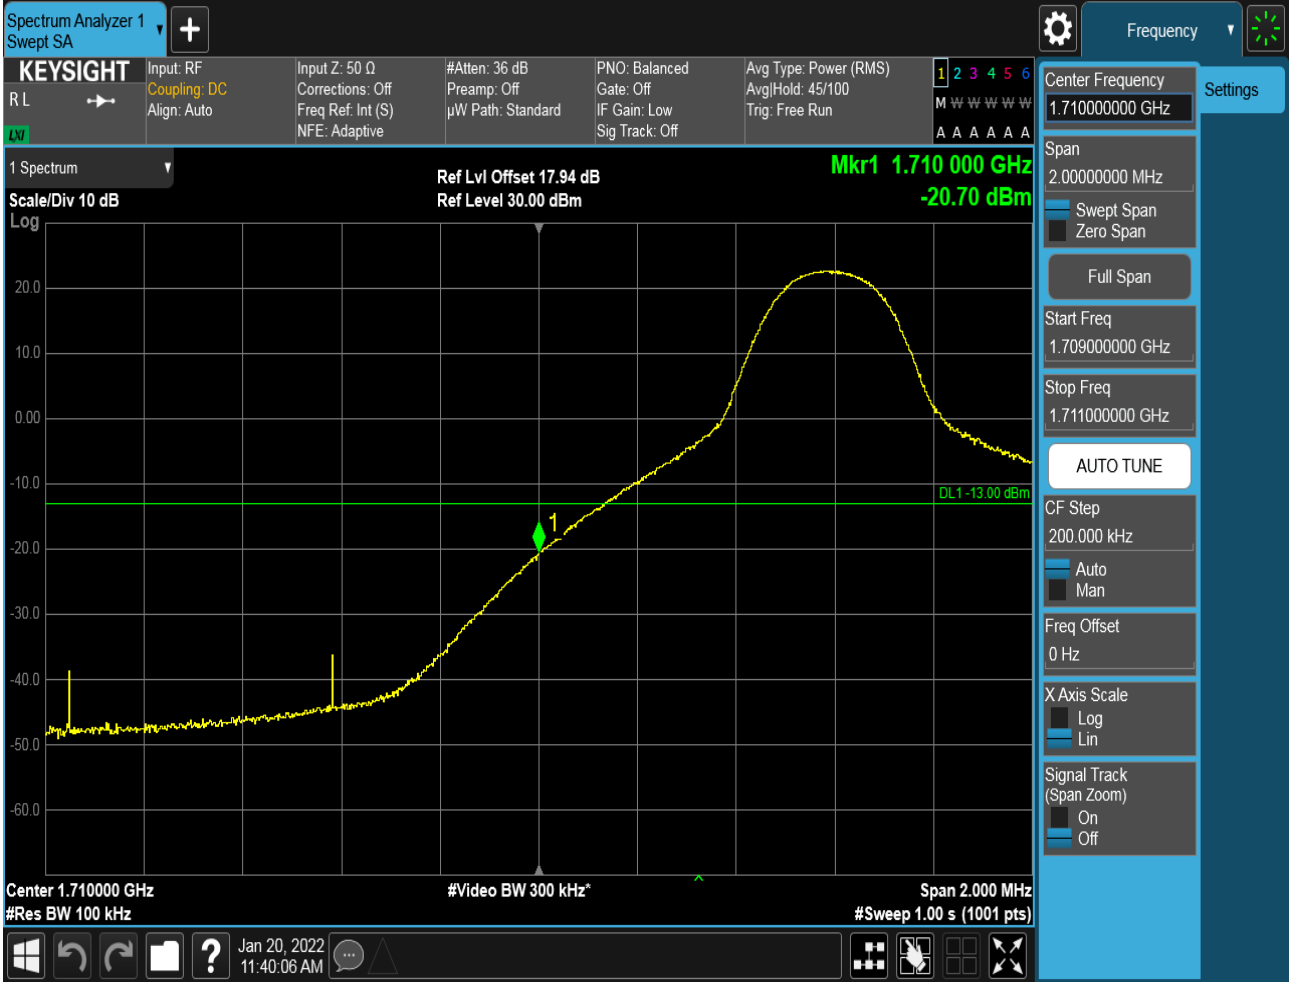 Spectrum Analyzer 1
Swept SA
Frequency
KEYSIGHT
R L
LXI
Input: RF
Coupling: DC
Align: Auto
Input Z: 50 Ω
Corrections: Off
Freq Ref: Int (S)
NFE: Adaptive
#Atten: 36 dB
Preamp: Off
µW Path: Standard
PNO: Balanced
Gate: Off
IF Gain: Low
Sig Track: Off
Avg Type: Power (RMS)
Avg|Hold: 45/100
Trig: Free Run
1 2 3 4 5 6
M W W W W W
A A A A A A
1 Spectrum
Scale/Div 10 dB
Log
Ref Lvl Offset 17.94 dB
Ref Level 30.00 dBm
Mkr1 1.710 000 GHz
-20.70 dBm
20.0
10.0
0.00
-10.0
-20.0
-30.0
-40.0
-50.0
-60.0
DL1 -13.00 dBm
1
Center 1.710000 GHz
#Res BW 100 kHz
#Video BW 300 kHz*
Span 2.000 MHz
#Sweep 1.00 s (1001 pts)
Center Frequency
1.710000000 GHz
Span
2.00000000 MHz
Swept Span
Zero Span
Full Span
Start Freq
1.709000000 GHz
Stop Freq
1.711000000 GHz
AUTO TUNE
CF Step
200.000 kHz
Auto
Man
Freq Offset
0 Hz
X Axis Scale
Log
Lin
Signal Track
(Span Zoom)
On
Off
Settings
?
Jan 20, 2022
11:40:06 AM